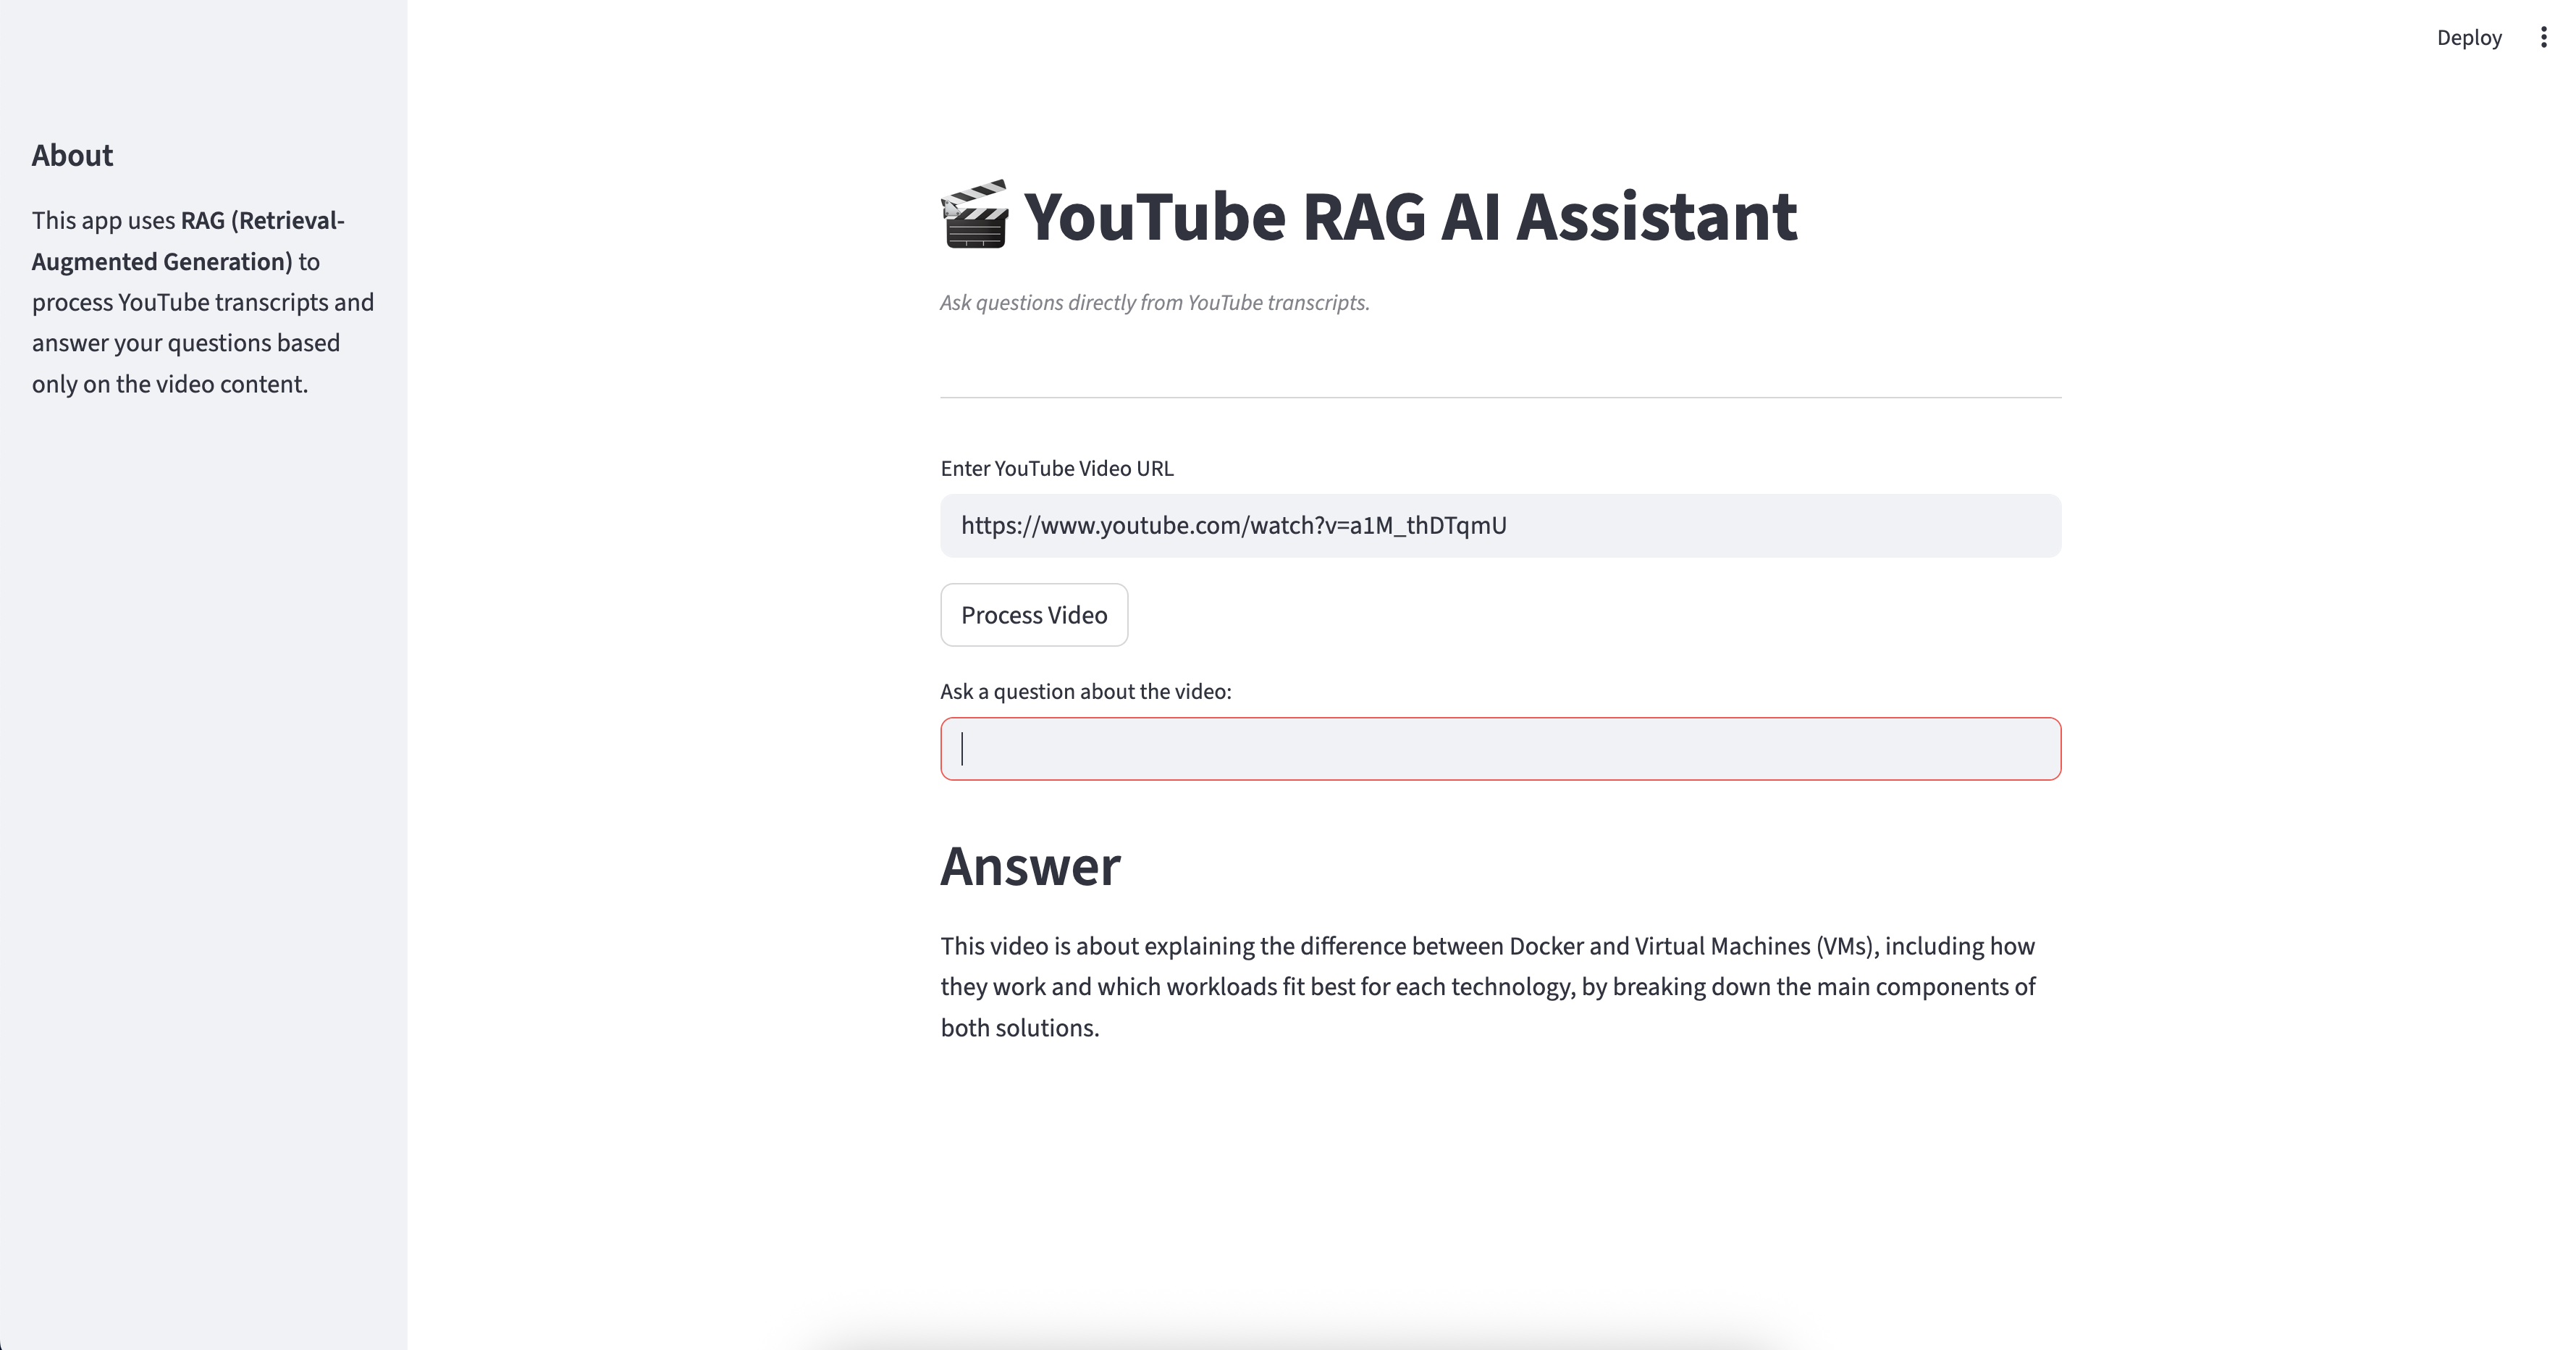 Deploy
About
This app uses RAG (Retrieval-
Augmented Generation) to
process YouTube transcripts and
answer your questions based
only on the video content.
YouTube RAG AI Assistant
Ask questions directly from YouTube transcripts.
Enter YouTube Video URL
https://www.youtube.com/watch?v=a1M_thDTqmU
Process Video
Ask a question about the video:
Answer
This video is about explaining the difference between Docker and Virtual Machines (VMs), including how
they work and which workloads fit best for each technology, by breaking down the main components of
both solutions.